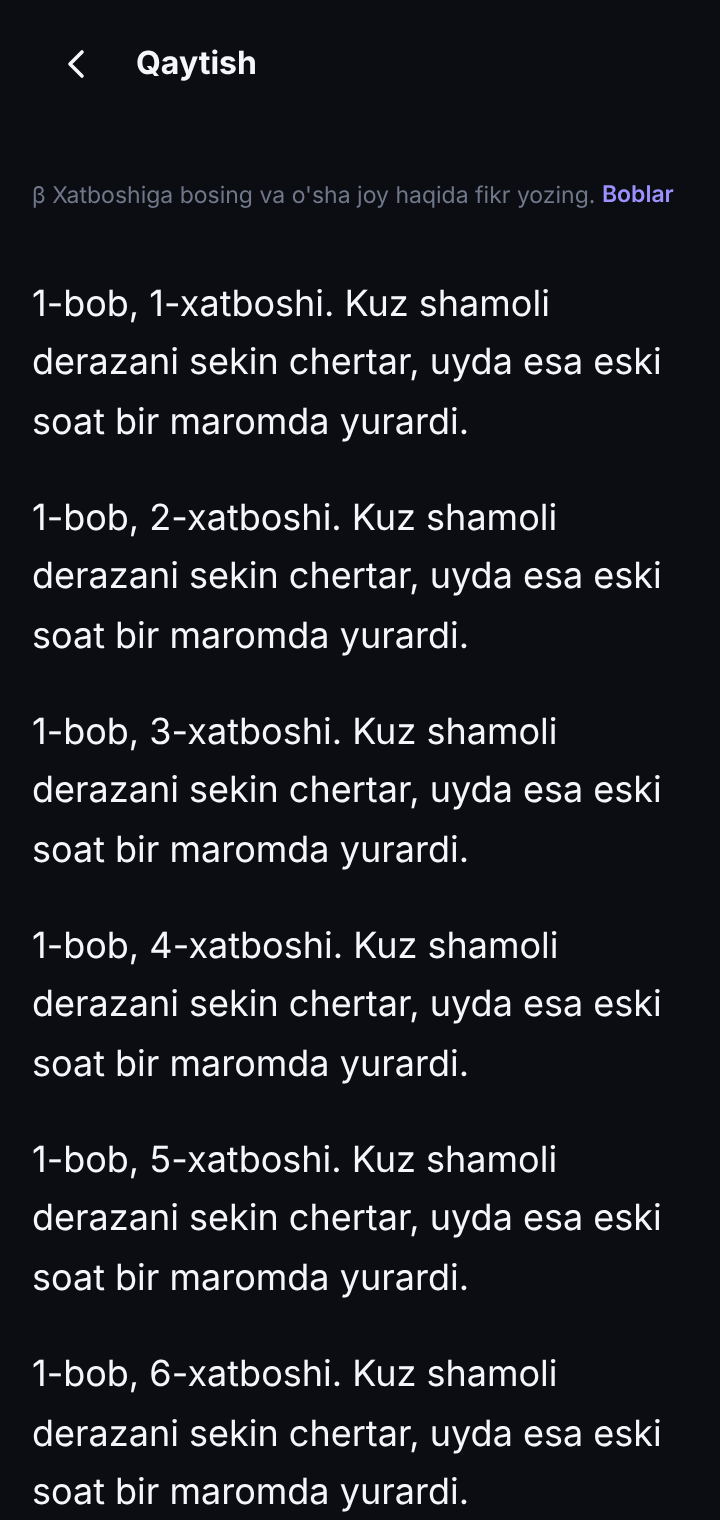 Qaytish
β Xatboshiga bosing va o'sha joy haqida fikr yozing. Boblar
1-bob, 1-xatboshi. Kuz shamoli
derazani sekin chertar, uyda esa eski
soat bir maromda yurardi.
1-bob, 2-xatboshi. Kuz shamoli
derazani sekin chertar, uyda esa eski
soat bir maromda yurardi.
1-bob, 3-xatboshi. Kuz shamoli
derazani sekin chertar, uyda esa eski
soat bir maromda yurardi.
1-bob, 4-xatboshi. Kuz shamoli
derazani sekin chertar, uyda esa eski
soat bir maromda yurardi.
1-bob, 5-xatboshi. Kuz shamoli
derazani sekin chertar, uyda esa eski
soat bir maromda yurardi.
1-bob, 6-xatboshi. Kuz shamoli
derazani sekin chertar, uyda esa eski
soat bir maromda yurardi.